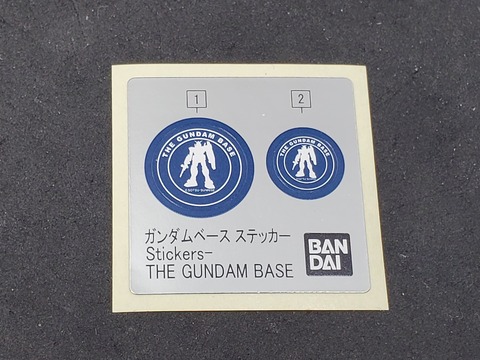 1
2
THE GUNDAM BASE
THE GUNDAM BASE
ガンダムベース ステッカー
Stickers-
THE GUNDAM BASE
BAN
DAI